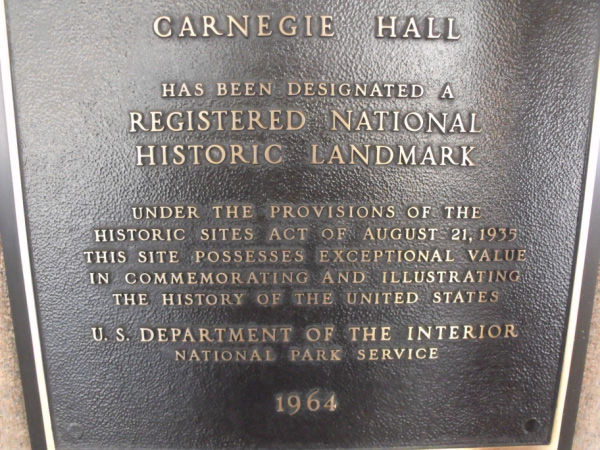 CARNEGIE HALL
HAS BEEN DESIGNATED A
REGISTERED NATIONAL
HISTORIC LANDMARK
UNDER THE PROVISIONS OF THE
HISTORIC SITES ACT OF AUGUST 21, 1935
THIS SITE POSSESSES EXCEPTIONAL VALUE
IN COMMEMORATING AND ILLUSTRATING
THE HISTORY OF THE UNITED STATES
U. S. DEPARTMENT OF THE INTERIOR
NATIONAL PARK SERVICE
1964